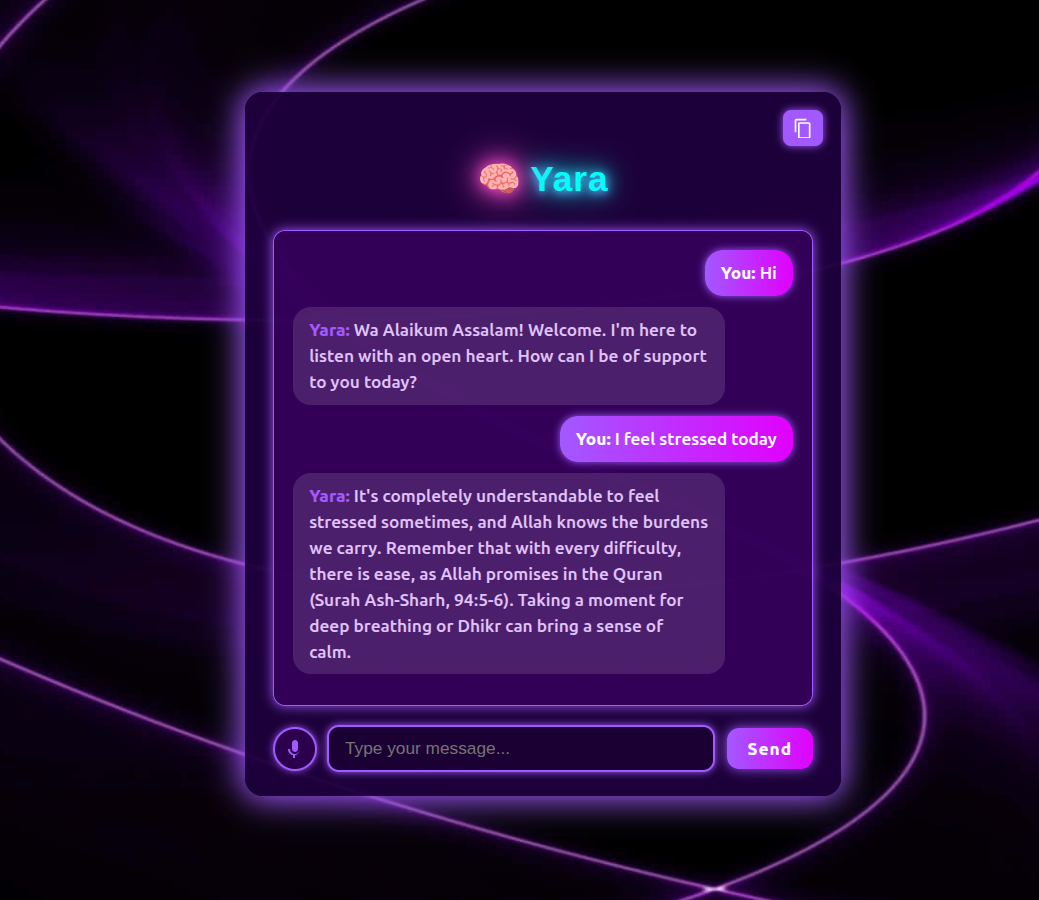 🧠 Yara
You: Hi
Yara: Wa Alaikum Assalam! Welcome. I'm here to
listen with an open heart. How can I be of support
to you today?
You: I feel stressed today
Yara: It's completely understandable to feel
stressed sometimes, and Allah knows the burdens
we carry. Remember that with every difficulty,
there is ease, as Allah promises in the Quran
(Surah Ash-Sharh, 94:5-6). Taking a moment for
deep breathing or Dhikr can bring a sense of
calm.
Type your message...
Send